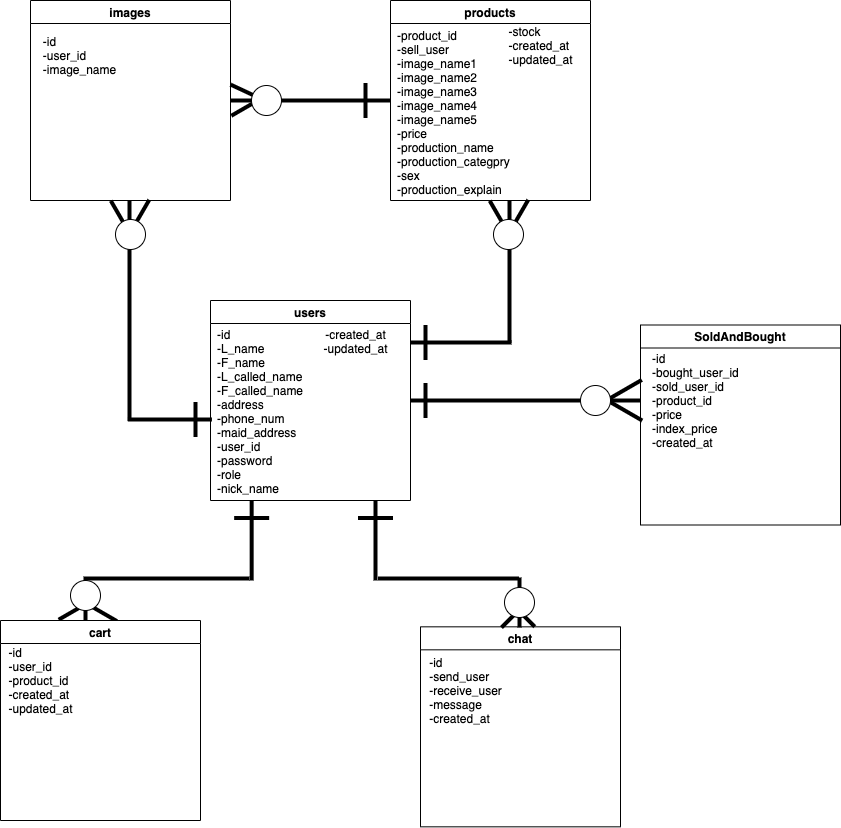 images
-id
-user_id
-image_name
products
-product_id
-sell_user
-image_name1
-image_name2
-image_name3
-image_name4
-image_name5
-price
-production_name
-production_categpry
-sex
-production_explain
-stock
-created_at
-updated_at
users
-id
-L_name
-F_name
-L_called_name
-F_called_name
-address
-phone_num
-maid_address
-user_id
-password
-role
-nick_name
-created_at
-updated_at
SoldAndBought
-id
-bought_user_id
-sold_user_id
-product_id
-price
-index_price
-created_at
cart
-id
-user_id
-product_id
-created_at
-updated_at
chat
-id
-send_user
-receive_user
-message
-created_at